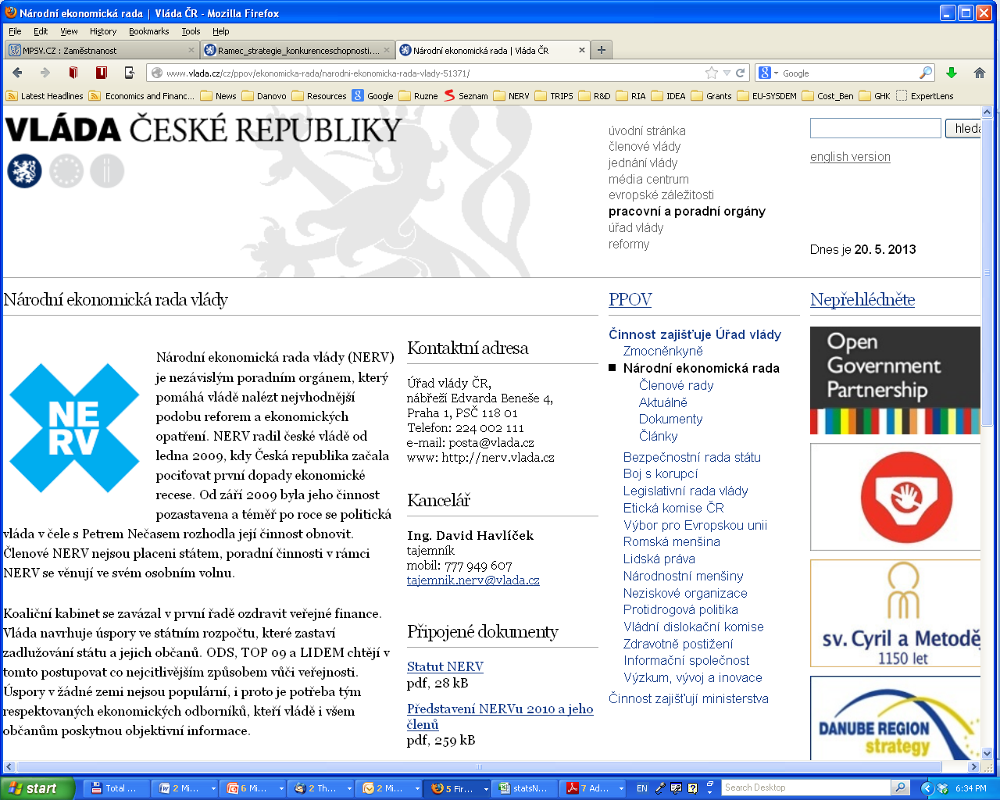 Národní ekonomická rada | Vláda ČR - Mozilla Firefox
File Edit View History Bookmarks Tools Help
MPSV.CZ : Zaměstnanost
Ramec_strategie_konkurenceschopnosti....
Národní ekonomická rada | Vláda ČR
www.vlada.cz/cz/ppov/ekonomicka-rada/narodni-ekonomicka-rada-vlady-51371/
Google
Latest Headlines Economics and Financ... News Danovo Resources Google Ruzne Seznam NERV TRIPS R&D RIA IDEA Grants EU-SYSDEM Cost_Ben GHK ExpertLens
VLÁDA ČESKÉ REPUBLIKY
úvodní stránka
členové vlády
jednání vlády
média centrum
evropské záležitosti
pracovní a poradní orgány
úřad vlády
reformy
hleda
english version
Dnes je 20. 5. 2013
Národní ekonomická rada vlády
NE
RV
Národní ekonomická rada vlády (NERV)
je nezávislým poradním orgánem, který
pomáhá vládě nalézt nejvhodnější
podobu reforem a ekonomických
opatření. NERV radil české vládě od
ledna 2009, kdy Česká republika začala
pociťovat první dopady ekonomické
recese. Od září 2009 byla jeho činnost
pozastavena a téměř po roce se politická
vláda v čele s Petrem Nečasem rozhodla její činnost obnovit.
Členové NERV nejsou placeni státem, poradní činnosti v rámci
NERV se věnují ve svém osobním volnu.
Koaliční kabinet se zavázal v první řadě ozdravit veřejné finance.
Vláda navrhuje úspory ve státním rozpočtu, které zastaví
zadlužování státu a jejich občanů. ODS, TOP 09 a LIDEM chtějí v
tomto postupovat co nejcitlivějším způsobem vůči veřejnosti.
Úspory v žádné zemi nejsou populární, i proto je potřeba tým
respektovaných ekonomických odborníků, kteří vládě i všem
občanům poskytnou objektivní informace.
Kontaktní adresa
Úřad vlády ČR,
nábřeží Edvarda Beneše 4,
Praha 1, PSČ 118 01
Telefon: 224 002 111
e-mail: posta@vlada.cz
www: http://nerv.vlada.cz
Kancelář
Ing. David Havlíček
tajemník
mobil: 777 949 607
tajemnik.nerv@vlada.cz
Připojené dokumenty
Statut NERV
pdf, 28 kB
Představení NERVu 2010 a jeho
členů
pdf, 259 kB
PPOV
Činnost zajišťuje Úřad vlády
Zmocněnkyně
Národní ekonomická rada
Členové rady
Aktuálně
Dokumenty
Články
Bezpečnostní rada státu
Boj s korupcí
Legislativní rada vlády
Etická komise ČR
Výbor pro Evropskou unii
Romská menšina
Lidská práva
Národnostní menšiny
Neziskové organizace
Protidrogová politika
Vládní dislokační komise
Zdravotně postižení
Informační společnost
Výzkum, vývoj a inovace
Činnost zajišťují ministerstva
Nepřehlédněte
Open
Government
Partnership
sv. Cyril a Metoděj
1150 let
DANUBE REGION
strategy
start
Total ...
2 Mi...
6 Mi...
2 Th...
2 Mi...
5 Fir...
statsN...
7 Ad...
EN
Search Desktop
6:34 PM